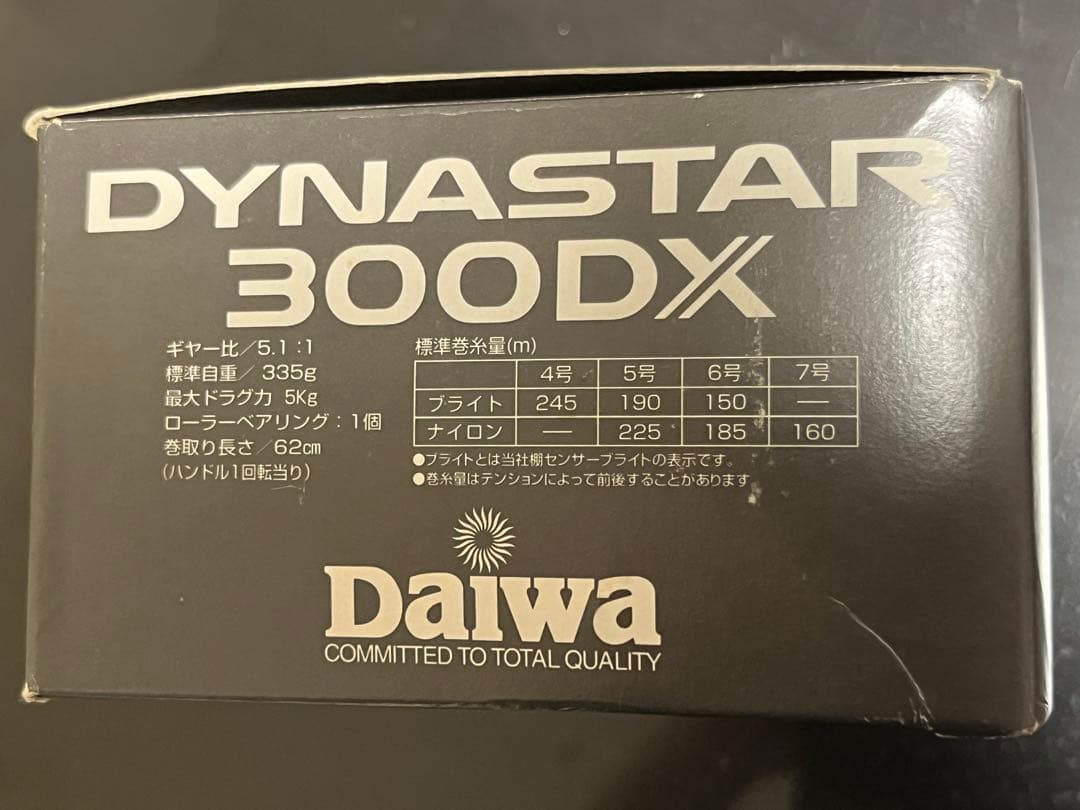 DYNASTAR
300DX
ギヤー比／5.1:1
標準自重／335g
最大ドラグ力 5Kg
ローラーベアリング：1個
巻取り長さ／62cm
(ハンドル1回転当り)
標準巻糸量(m)
4号 5号 6号 7号
ブライト 245 190 150 —
ナイロン — 225 185 160
●ブライトとは当社棚センサーブライトの表示です。
●巻糸量はテンションによって前後することがあります
Daiwa
COMMITTED TO TOTAL QUALITY